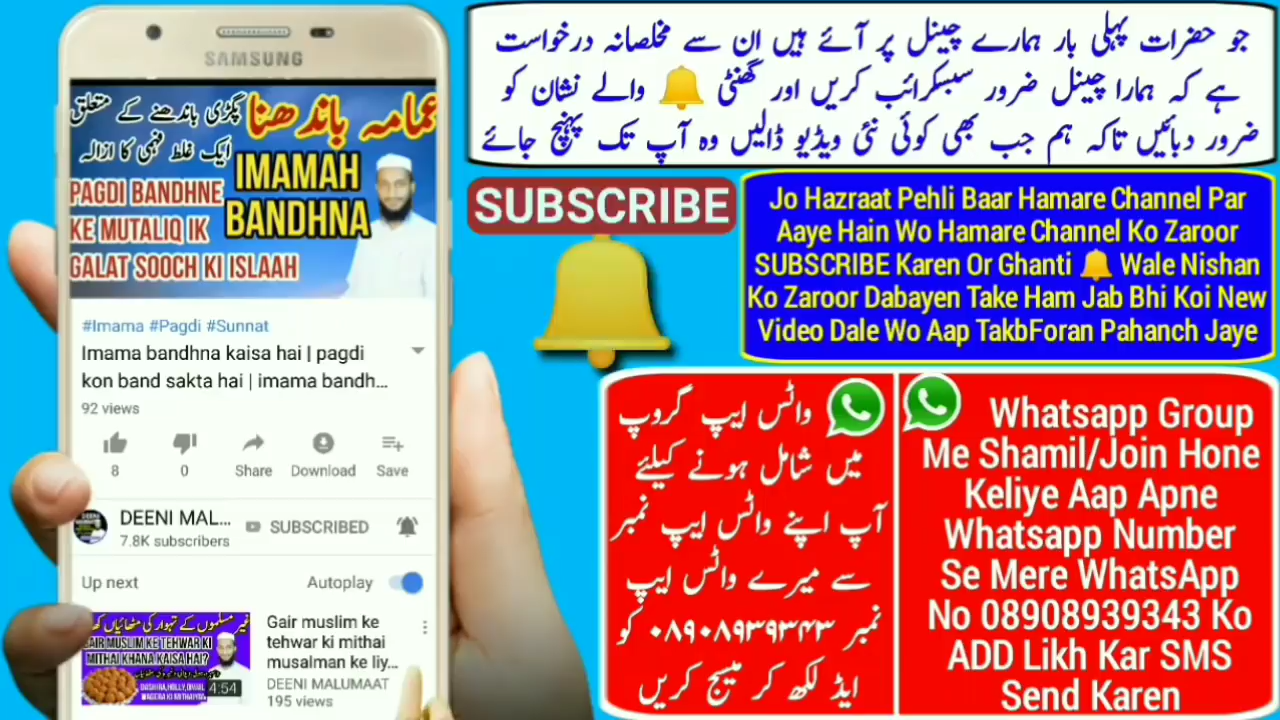 SAMSUNG
عمامہ باندھنا
پگڑی باندھنے کے متعلق
ایک غلط فہمی کا ازالہ
IMAMAH
BANDHNA
PAGDI BANDHNE
KE MUTALIQ IK
GALAT SOOCH KI ISLAAH
#Imama #Pagdi #Sunnat
Imama bandhna kaisa hai | pagdi
kon band sakta hai | imama bandh...
92 views
8
0
Share
Download
Save
DEENI MAL...
7.8K subscribers
SUBSCRIBED
Up next
Autoplay
غیر مسلموں کے تہوار کی مٹھائیاں
GAIR MUSLIM KE TEHWAR KI
MITHAI KHANA KAISA HAI?
4:54
Gair muslim ke
tehwar ki mithai
musalman ke liy...
DEENI MALUMAAT
195 views
جو حضرات پہلی بار ہمارے چینل پر آئے ہیں ان سے مخلصانہ درخواست
ہے کہ ہمارا چینل ضرور سبسکرائب کریں اور گھنٹی 🔔 والے نشان کو
ضرور دبائیں تاکہ ہم جب بھی کوئی نئی ویڈیو ڈالیں وہ آپ تک پہنچ جائے
SUBSCRIBE
Jo Hazraat Pehli Baar Hamare Channel Par
Aaye Hain Wo Hamare Channel Ko Zaroor
SUBSCRIBE Karen Or Ghanti 🔔 Wale Nishan
Ko Zaroor Dabayen Take Ham Jab Bhi Koi New
Video Dale Wo Aap TakbForan Pahanch Jaye
واٹس ایپ گروپ
میں شامل ہونے کیلئے
آپ اپنے واٹس ایپ نمبر
سے میرے واٹس ایپ
نمبر ۰۸۹۰۸۹۳۹۳۴۳ کو
ایڈ لکھ کر میسج کریں
Whatsapp Group
Me Shamil/Join Hone
Keliye Aap Apne
Whatsapp Number
Se Mere WhatsApp
No 08908939343 Ko
ADD Likh Kar SMS
Send Karen